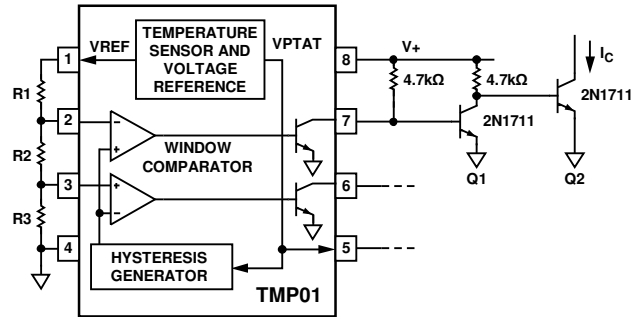 TEMPERATURE
SENSOR AND
VOLTAGE
REFERENCE
VREF
VPTAT
1
8
V+
I_C
R1
4.7kΩ
4.7kΩ
2N1711
2
7
2N1711
WINDOW
COMPARATOR
R2
Q1
Q2
3
6
R3
4
HYSTERESIS
GENERATOR
5
TMP01